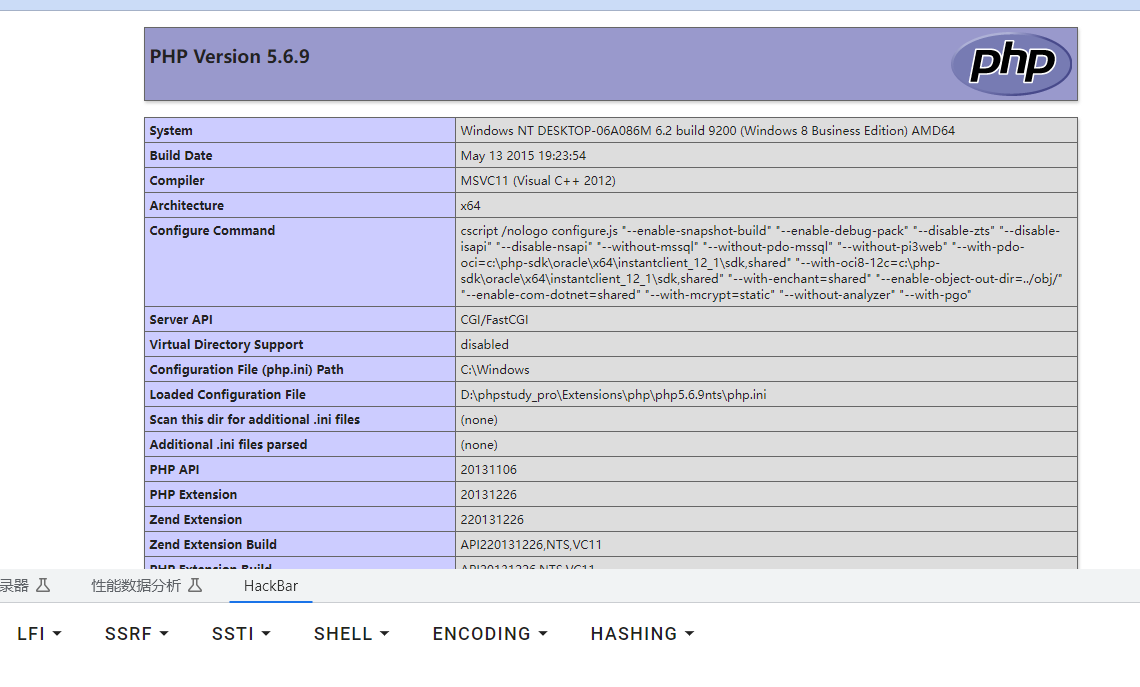 PHP Version 5.6.9
php
System Windows NT DESKTOP-06A086M 6.2 build 9200 (Windows 8 Business Edition) AMD64
Build Date May 13 2015 19:23:54
Compiler MSVC11 (Visual C++ 2012)
Architecture x64
Configure Command cscript /nologo configure.js "--enable-snapshot-build" "--enable-debug-pack" "--disable-zts" "--disable-
isapi" "--disable-nsapi" "--without-mssql" "--without-pdo-mssql" "--without-pi3web" "--with-pdo-
oci=c:\php-sdk\oracle\x64\instantclient_12_1\sdk,shared" "--with-oci8-12c=c:\php-
sdk\oracle\x64\instantclient_12_1\sdk,shared" "--with-enchant=shared" "--enable-object-out-dir=../obj/"
"--enable-com-dotnet=shared" "--with-mcrypt=static" "--without-analyzer" "--with-pgo"
Server API CGI/FastCGI
Virtual Directory Support disabled
Configuration File (php.ini) Path C:\Windows
Loaded Configuration File D:\phpstudy_pro\Extensions\php\php5.6.9nts\php.ini
Scan this dir for additional .ini files (none)
Additional .ini files parsed (none)
PHP API 20131106
PHP Extension 20131226
Zend Extension 220131226
Zend Extension Build API220131226,NTS,VC11
PHP Extension Build API20131226,NTS,VC11
录器 性能数据分析 HackBar
LFI SSRF SSTI SHELL ENCODING HASHING